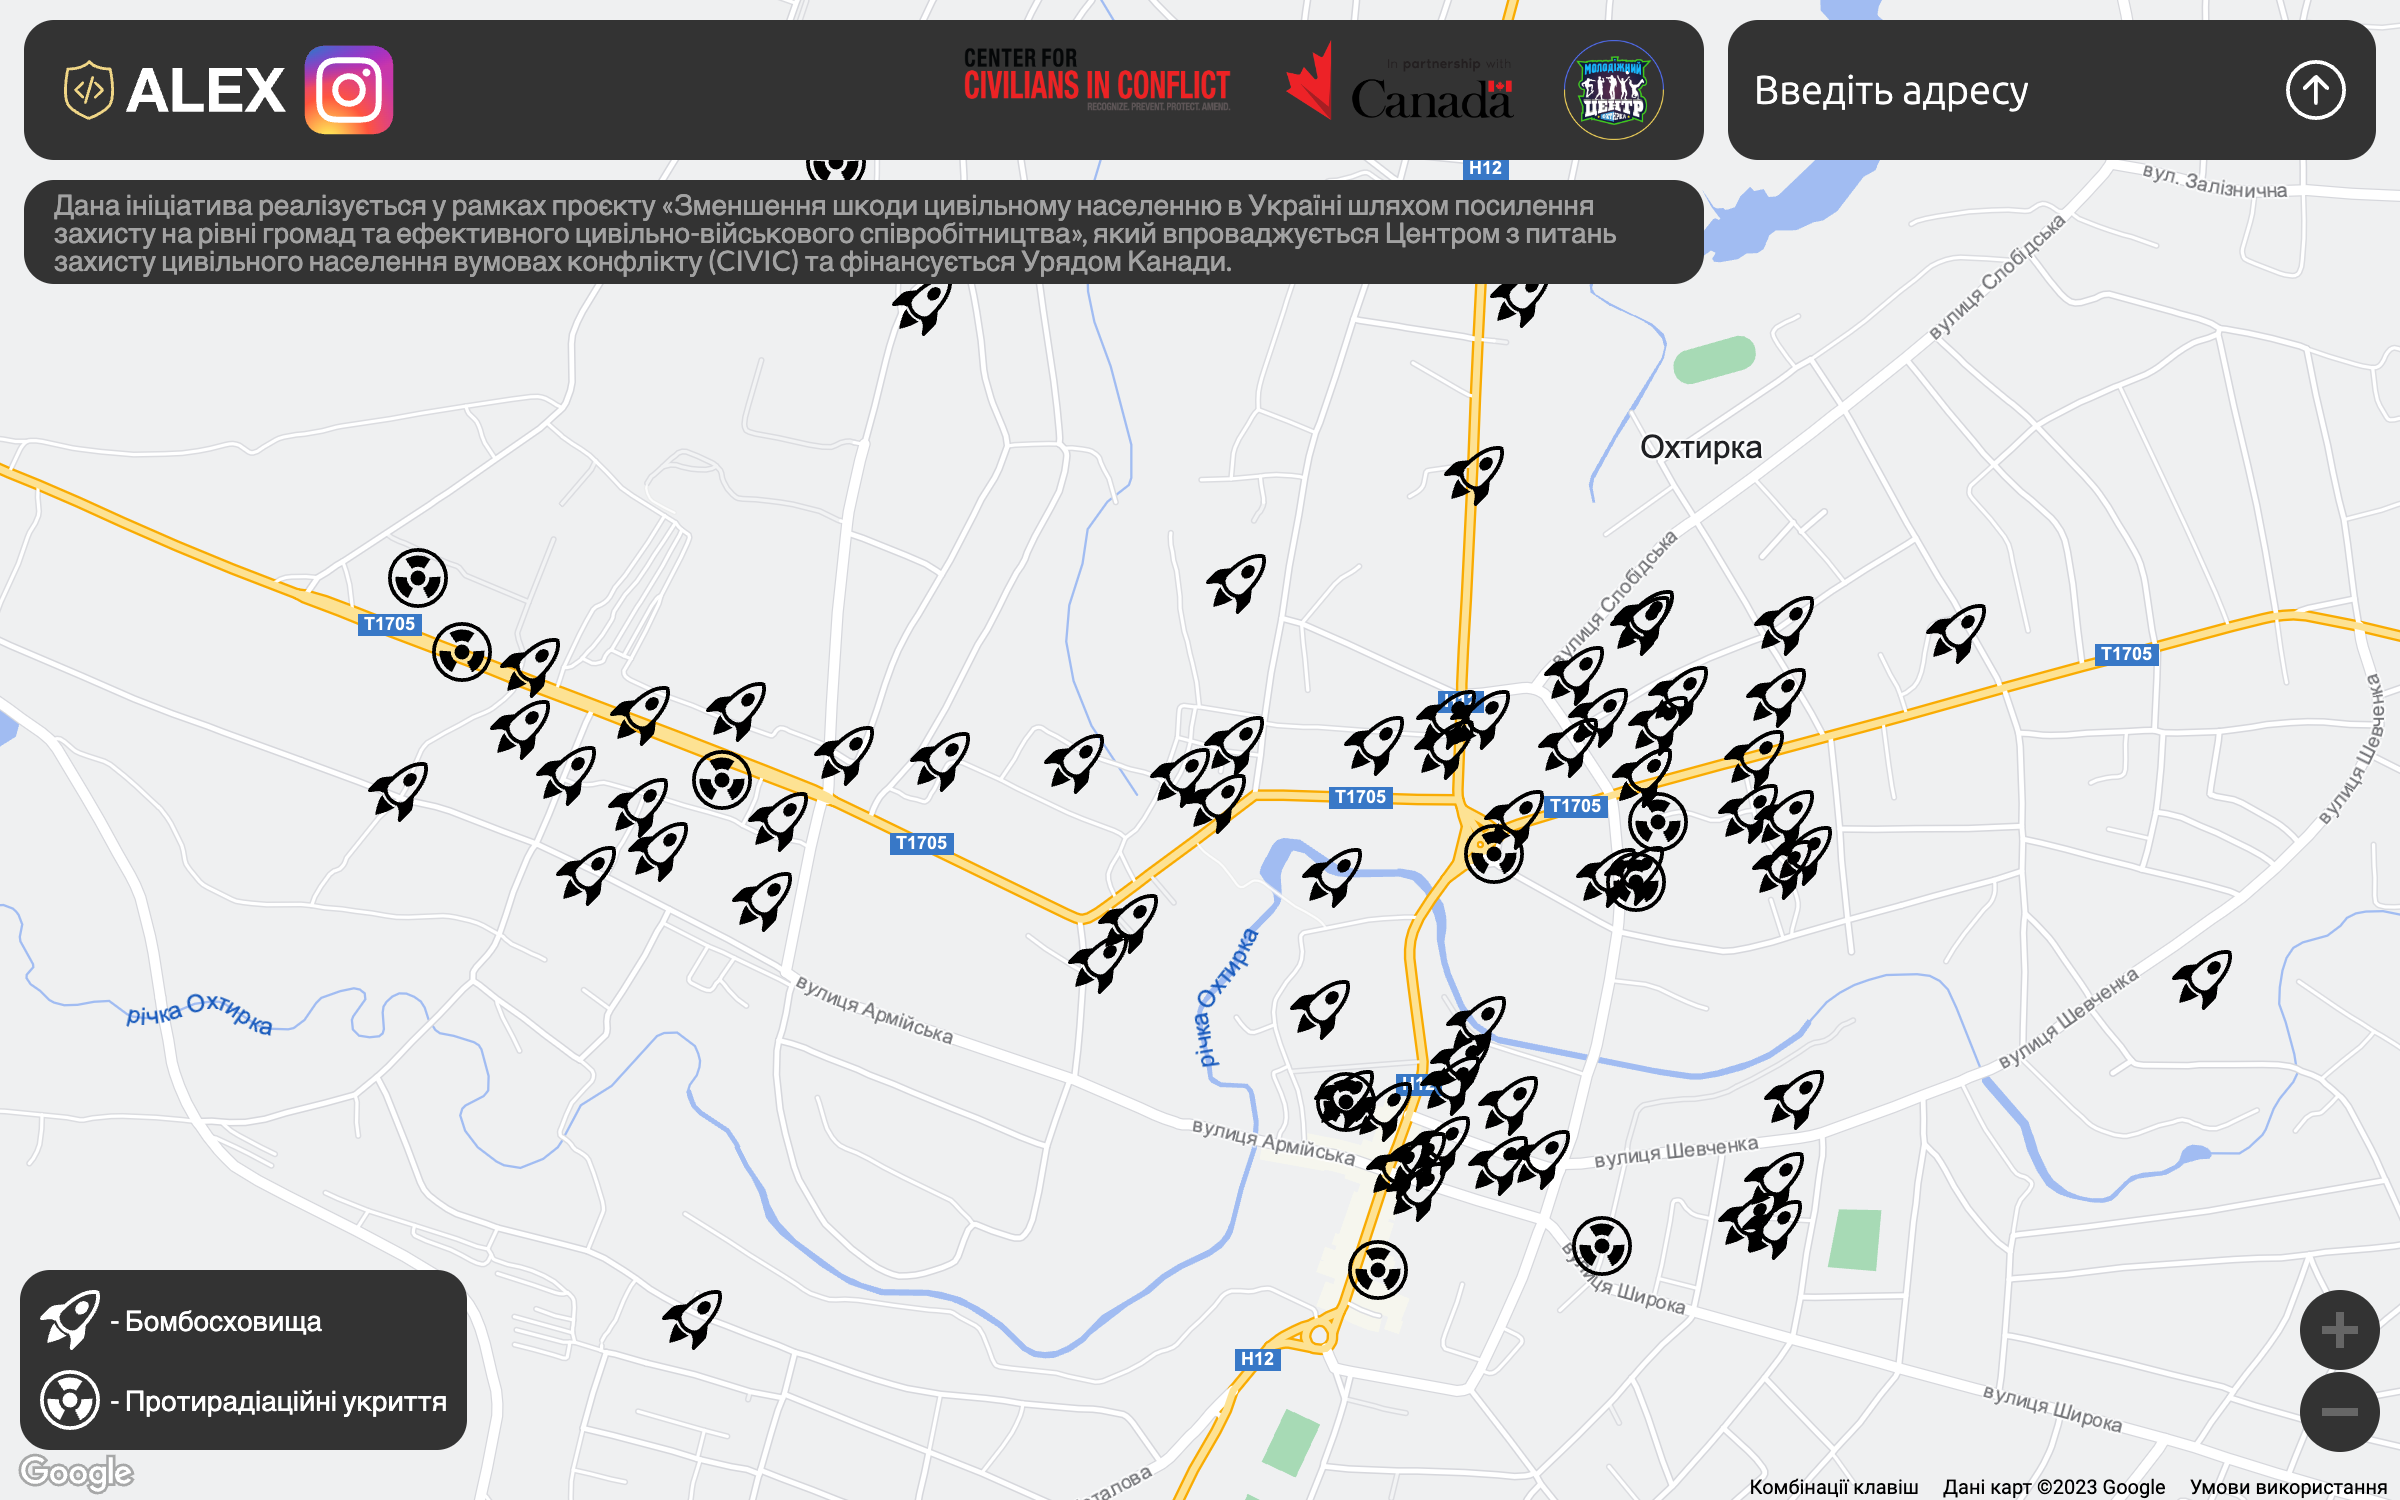 ALEX
CENTER FOR
CIVILIANS IN CONFLICT
RECOGNIZE. PREVENT. PROTECT. AMEND.
In partnership with
Canada
МОЛОДІЖНИЙ
ЦЕНТР
Введіть адресу
Дана ініціатива реалізується у рамках проєкту «Зменшення шкоди цивільному населенню в Україні шляхом посилення
захисту на рівні громад та ефективного цивільно-військового співробітництва», який впроваджується Центром з питань
захисту цивільного населення вумовах конфлікту (CIVIC) та фінансується Урядом Канади.
H12
вул. Залізнична
вулиця Слобідська
Охтирка
вулиця Слобідська
T1705
T1705
H12
вулиця Шевченка
T1705
T1705
T1705
річка Охтирка
річка Охтирка
вулиця Армійська
вулиця Шевченка
H12
вулиця Армійська
вулиця Шевченка
вулиця Широка
- Бомбосховища
H12
- Протирадіаційні укриття
вулиця Широка
Google
Комбінації клавіш
Дані карт ©2023 Google
Умови використання